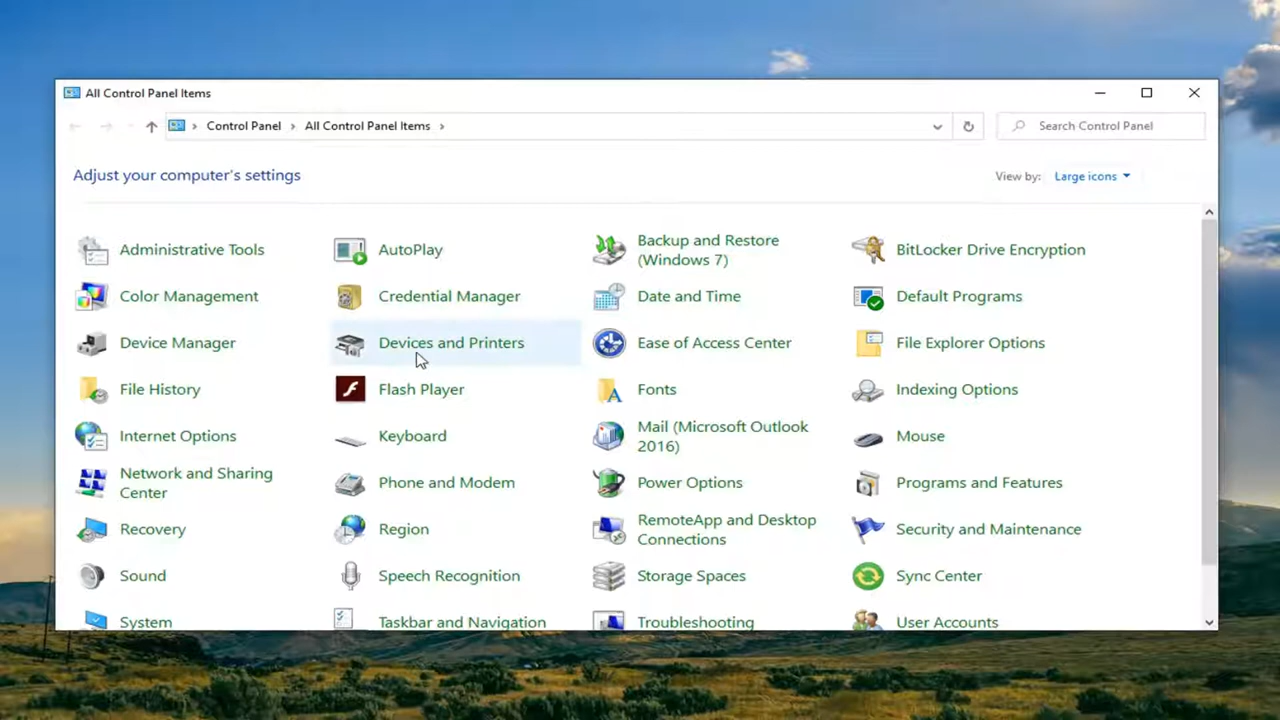 All Control Panel Items
Control Panel > All Control Panel Items >
Search Control Panel
Adjust your computer's settings
View by: Large icons
Administrative Tools
AutoPlay
Backup and Restore
(Windows 7)
BitLocker Drive Encryption
Color Management
Credential Manager
Date and Time
Default Programs
Device Manager
Devices and Printers
Ease of Access Center
File Explorer Options
File History
Flash Player
Fonts
Indexing Options
Internet Options
Keyboard
Mail (Microsoft Outlook
2016)
Mouse
Network and Sharing
Center
Phone and Modem
Power Options
Programs and Features
Recovery
Region
RemoteApp and Desktop
Connections
Security and Maintenance
Sound
Speech Recognition
Storage Spaces
Sync Center
System
Taskbar and Navigation
Troubleshooting
User Accounts